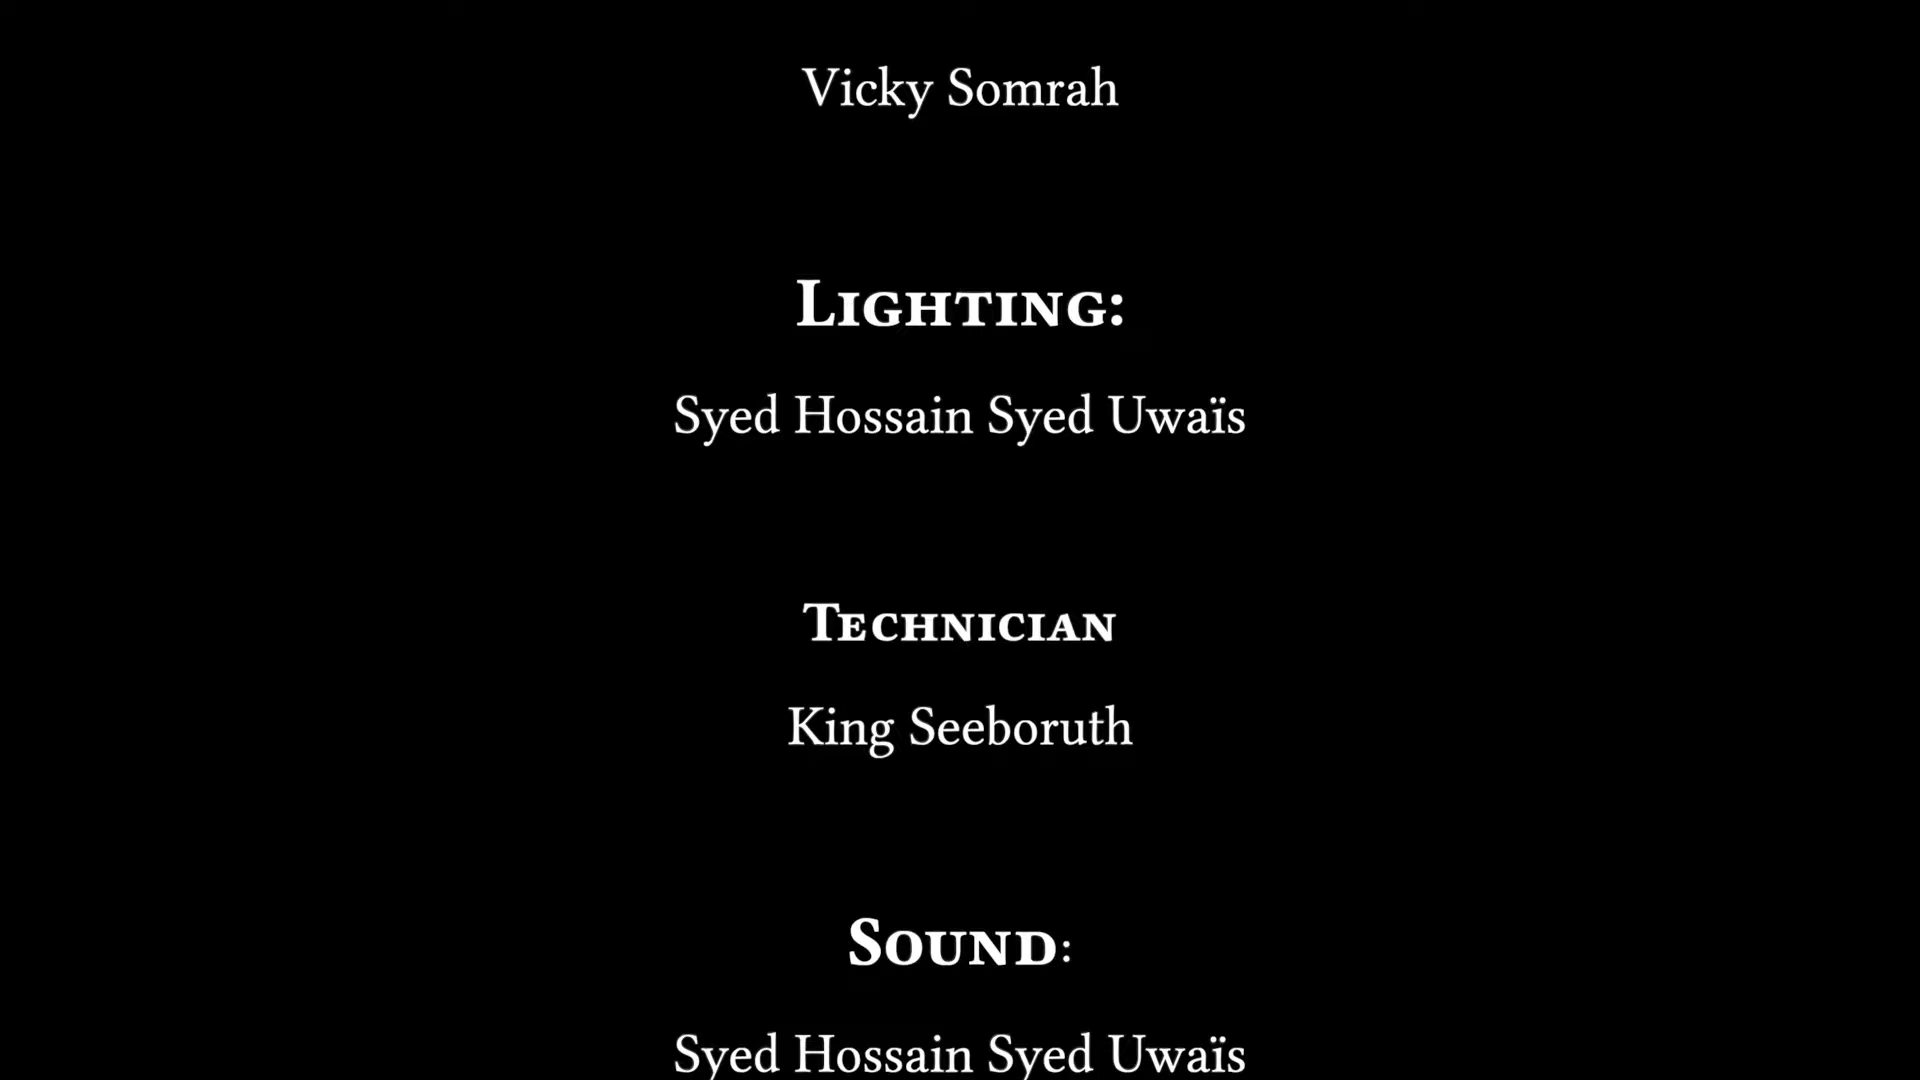 Vicky Somrah
Lighting:
Syed Hossain Syed Uwaïs
Technician
King Seeboruth
Sound:
Syed Hossain Syed Uwaïs